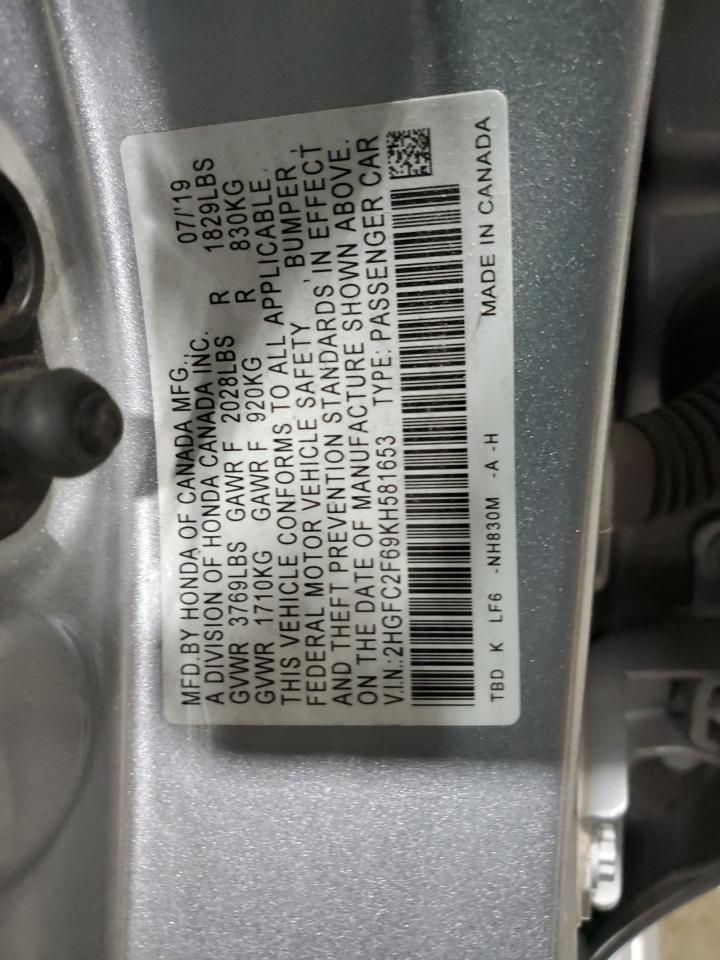 MFD.BY HONDA OF CANADA MFG., 07/'19
A DIVISION OF HONDA CANADA INC.
GVWR 3769LBS GAWR F 2028LBS R 1829LBS
GVWR 1710KG GAWR F 920KG R 830KG
THIS VEHICLE CONFORMS TO ALL APPLICABLE
FEDERAL MOTOR VEHICLE SAFETY , BUMPER ,
AND THEFT PREVENTION STANDARDS IN EFFECT
ON THE DATE OF MANUFACTURE SHOWN ABOVE.
V.I.N.:2HGFC2F69KH581653 TYPE: PASSENGER CAR
TBD K LF6 -NH830M -A -H MADE IN CANADA